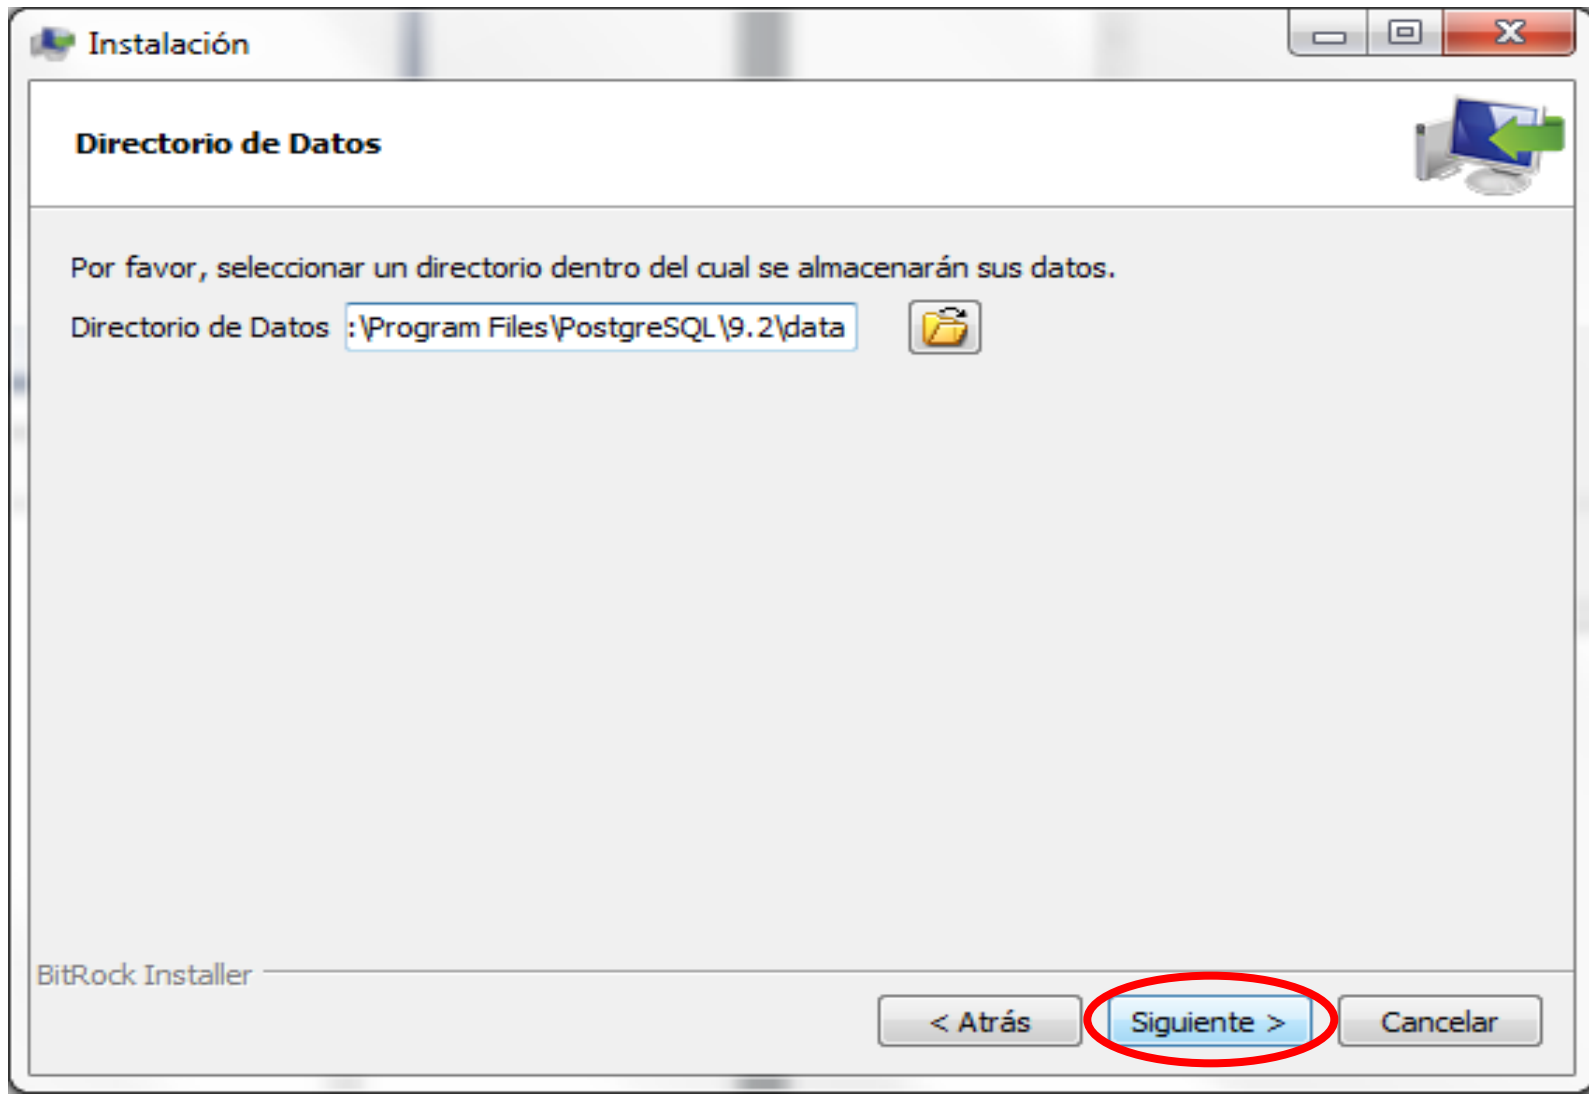 Instalación
Directorio de Datos
Por favor, seleccionar un directorio dentro del cual se almacenarán sus datos.
Directorio de Datos :\Program Files\PostgreSQL\9.2\data
BitRock Installer
< Atrás Siguiente > Cancelar